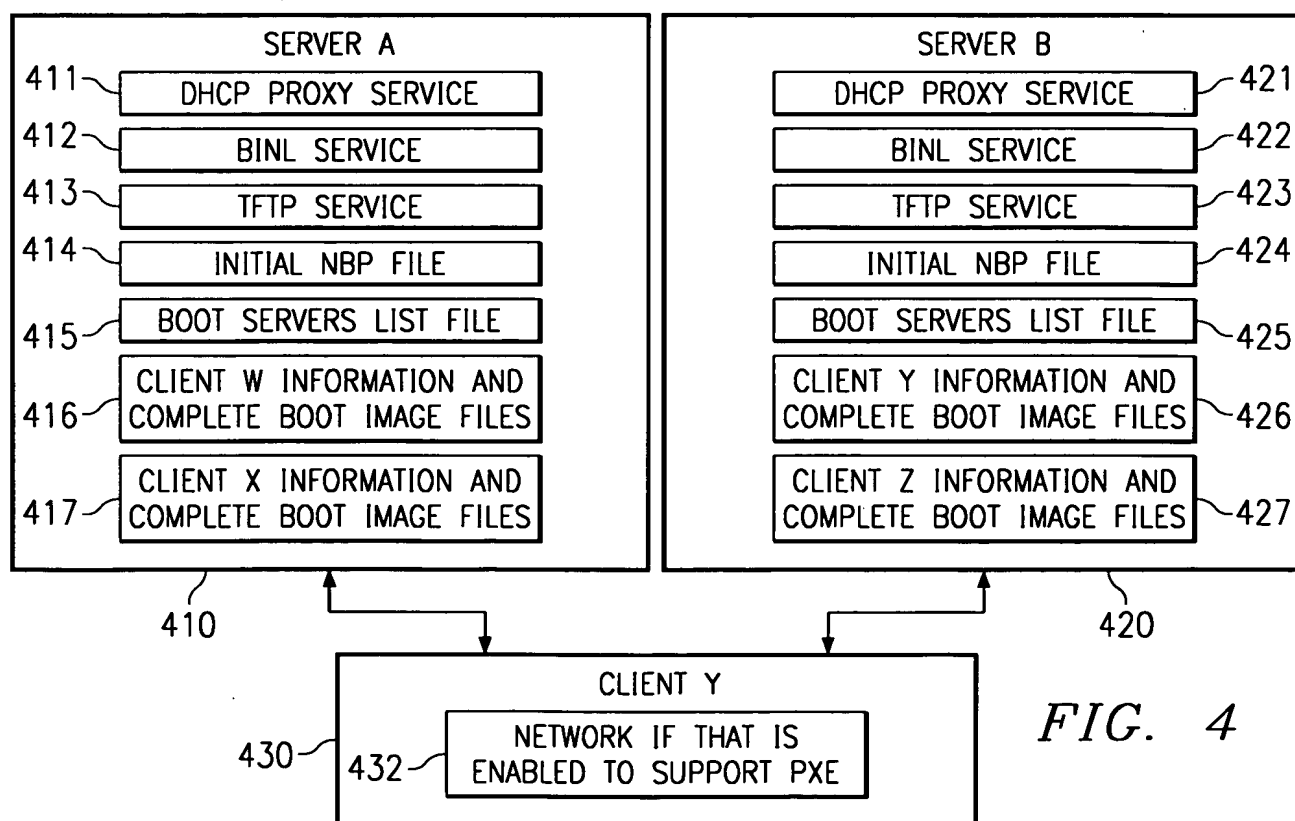 SERVER A
411
DHCP PROXY SERVICE
412
BINL SERVICE
413
TFTP SERVICE
414
INITIAL NBP FILE
415
BOOT SERVERS LIST FILE
416
CLIENT W INFORMATION AND
COMPLETE BOOT IMAGE FILES
417
CLIENT X INFORMATION AND
COMPLETE BOOT IMAGE FILES
410
SERVER B
DHCP PROXY SERVICE
421
BINL SERVICE
422
TFTP SERVICE
423
INITIAL NBP FILE
424
BOOT SERVERS LIST FILE
425
CLIENT Y INFORMATION AND
COMPLETE BOOT IMAGE FILES
426
CLIENT Z INFORMATION AND
COMPLETE BOOT IMAGE FILES
427
420
CLIENT Y
430
432
NETWORK IF THAT IS
ENABLED TO SUPPORT PXE
FIG. 4